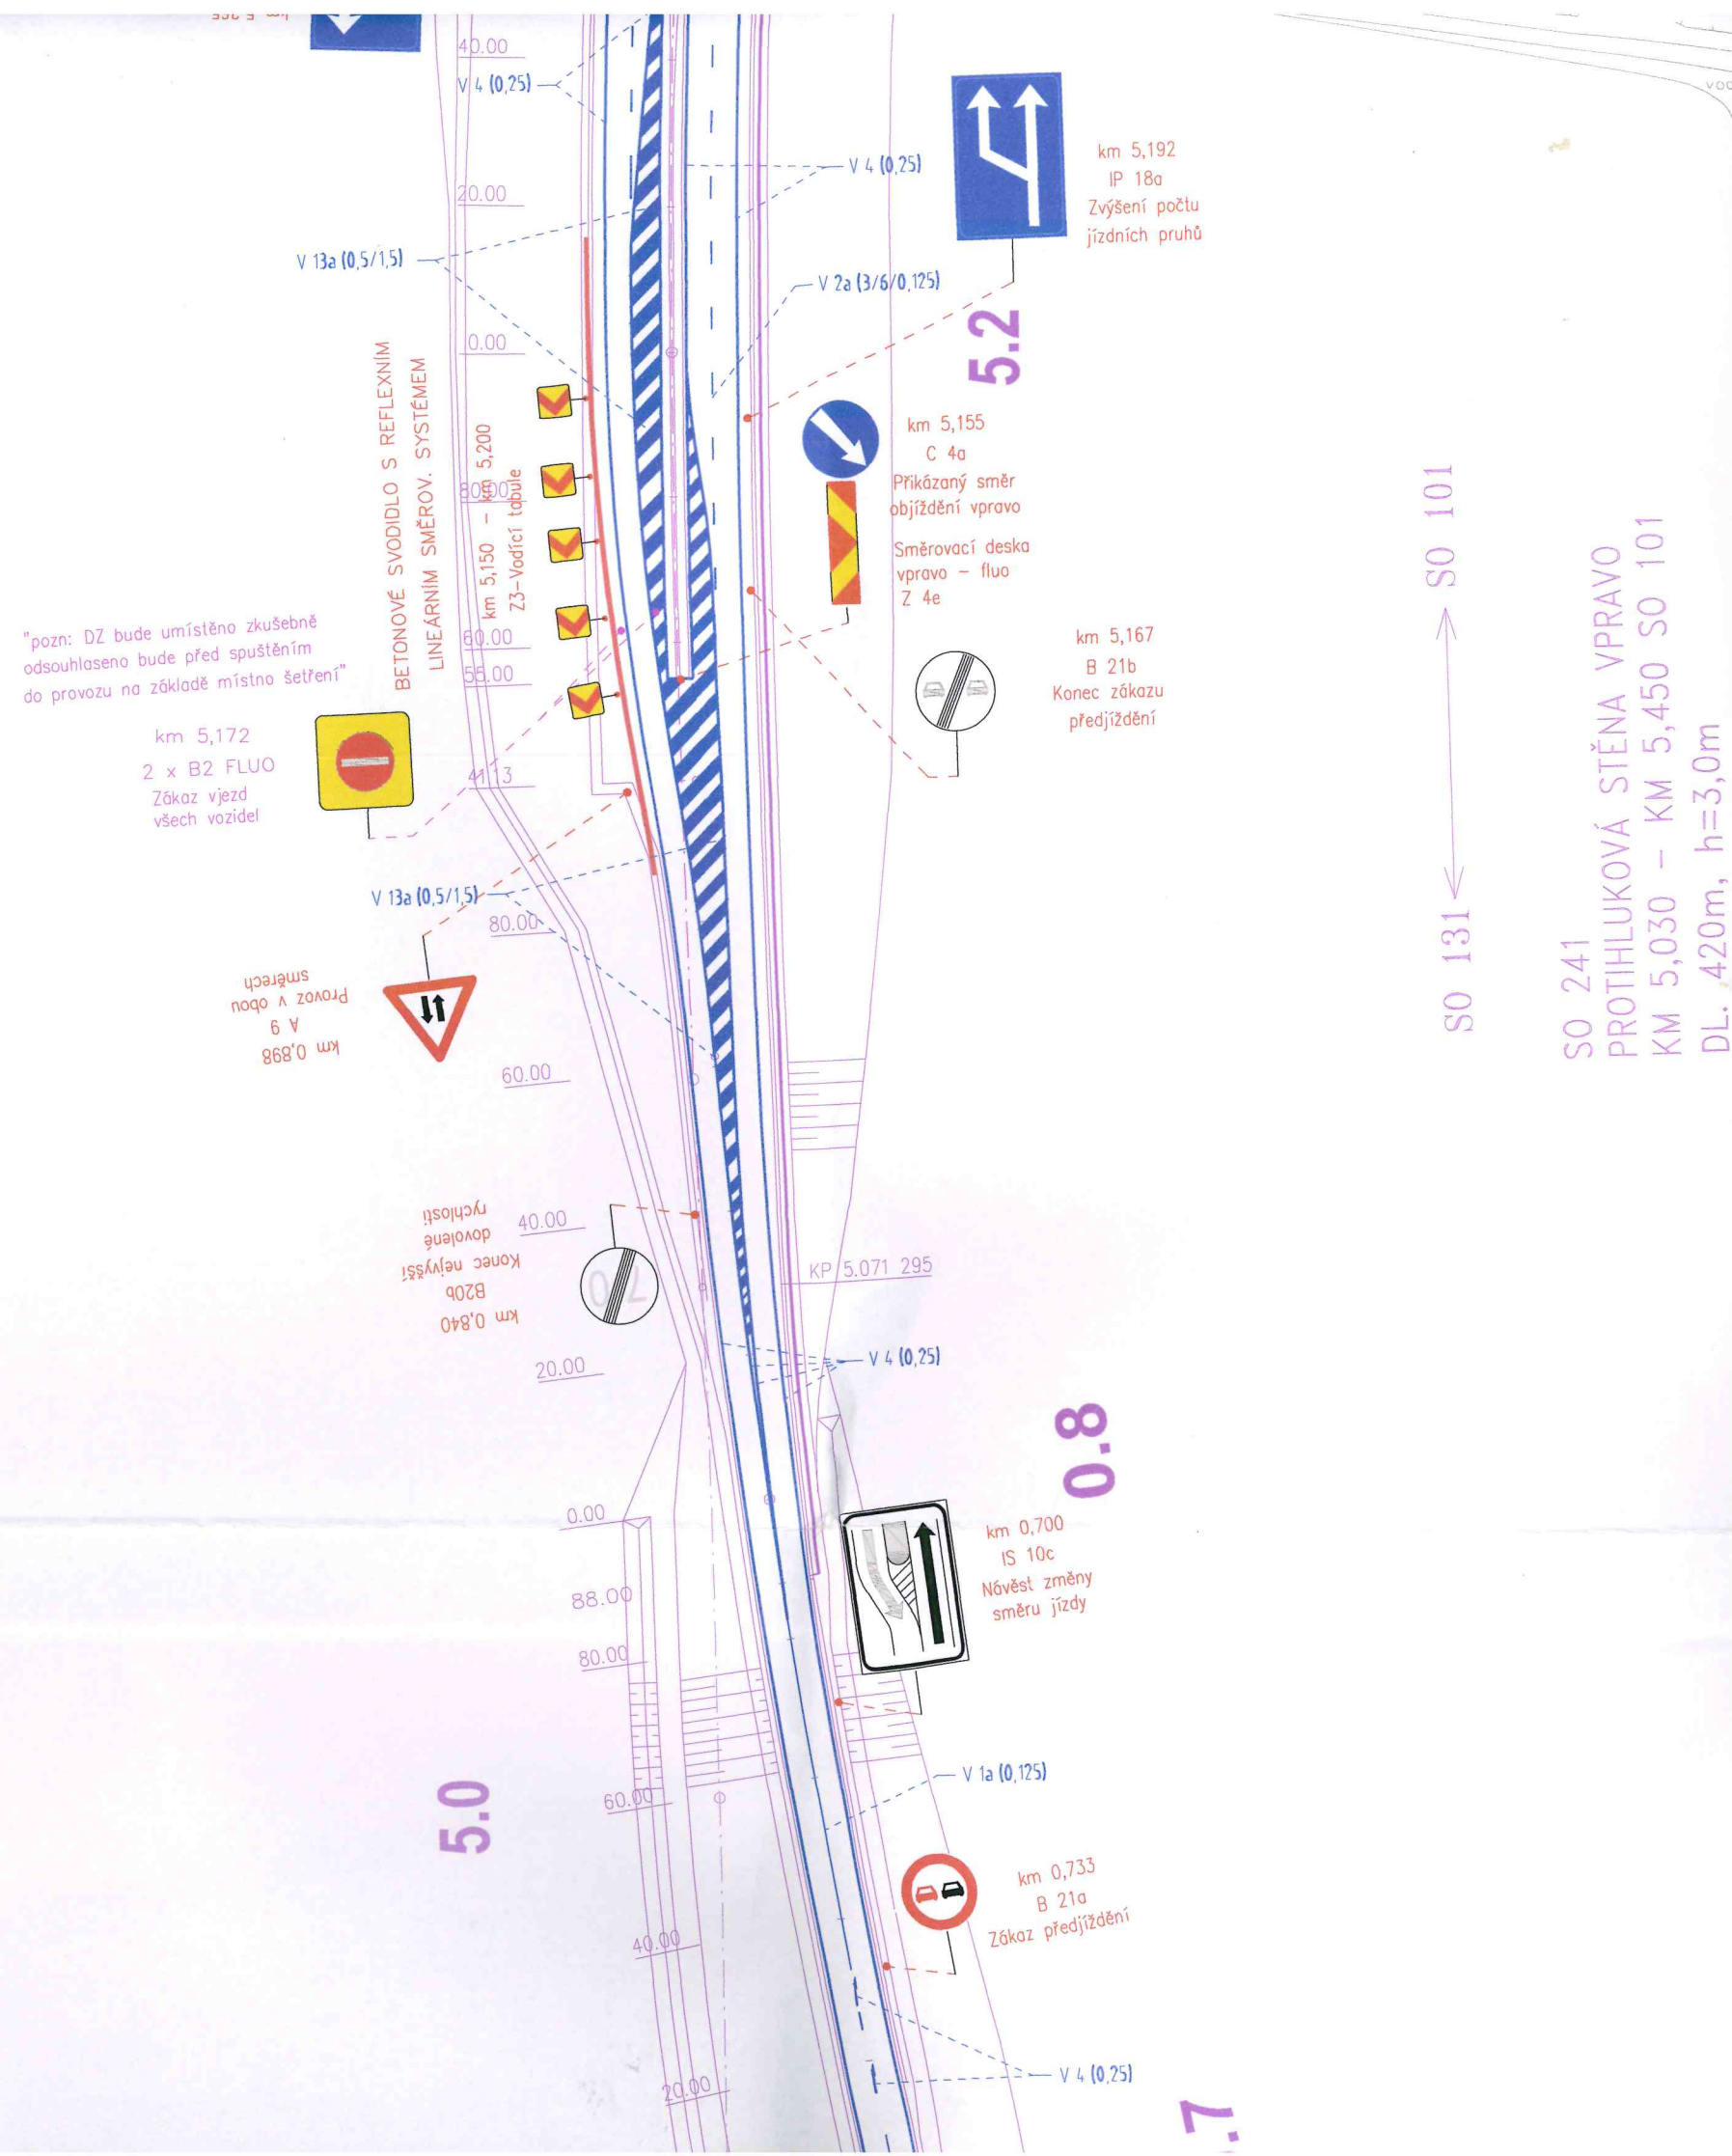 40.00
V 4 (0,25)
20.00
V 4 (0,25)
km 5,192
IP 18a
Zvýšení počtu
jízdních pruhů
V 13a (0,5/1,5)
V 2a (3/6/0,125)
5.2
0.00
BETONOVÉ SVODIDLO S REFLEXNÍM
LINEÁRNÍM SMĚROV. SYSTÉMEM
km 5,150 - km 5,200
Z3-Vodící tabule
80.00
km 5,155
C 4a
Přikázaný směr
objíždění vpravo
Směrovací deska
vpravo - fluo
Z 4e
"pozn: DZ bude umístěno zkušebně
odsouhlaseno bude před spuštěním
do provozu na základě místno šetření"
60.00
55.00
km 5,167
B 21b
Konec zákazu
předjíždění
km 5,172
2 x B2 FLUO
Zákaz vjezd
všech vozidel
41.13
V 13a (0,5/1,5)
80.00
km 0,898
A 9
Provoz v obou
směrech
60.00
SO 131
SO 101
SO 241
PROTIHLUKOVÁ STĚNA VPRAVO
KM 5,030 - KM 5,450 SO 101
DL. 420m, h=3,0m
km 0,840
B20b
Konec nejvyšší
dovolené
rychlosti
70
40.00
KP 5.071 295
20.00
V 4 (0,25)
0.8
0.00
km 0,700
IS 10c
Návěst změny
směru jízdy
88.00
80.00
60.00
5.0
V 1a (0,125)
km 0,733
B 21a
Zákaz předjíždění
40.00
20.00
V 4 (0,25)
.7